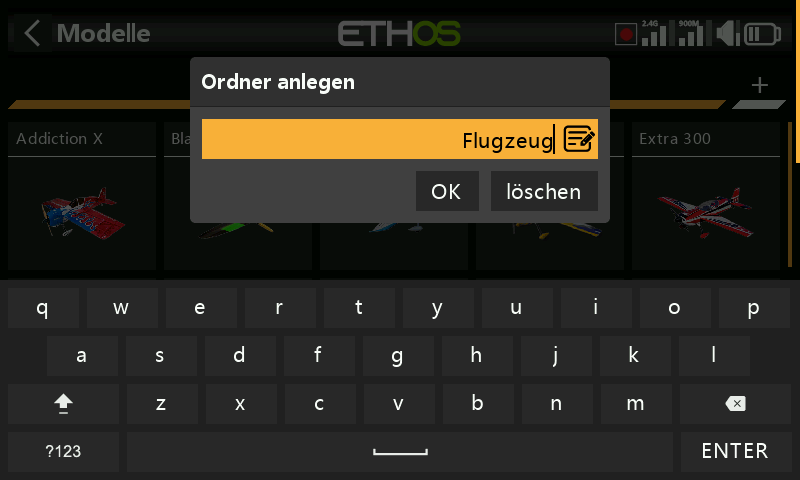 Modelle
ETHOS
2.4G
900M
Ordner anlegen
Flugzeug
OK
löschen
Addiction X
Bla
Extra 300
q w e r t y u i o p
a s d f g h j k l
z x c v b n m
?123
ENTER